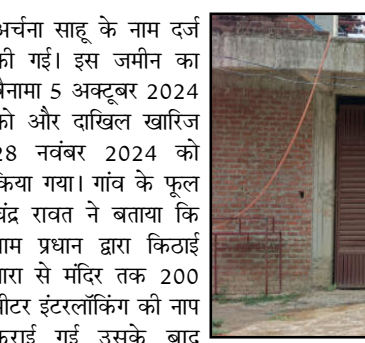 अर्चना साहू के नाम दर्ज
की गई। इस जमीन का
बैनामा 5 अक्टूबर 2024
को और दाखिल खारिज
28 नवंबर 2024 को
किया गया। गांव के फूल
चंद्र रावत ने बताया कि
ग्राम प्रधान द्वारा किठाई
पारा से मंदिर तक 200
मीटर इंटरलॉकिंग की नाप
कराई गई उसके बाद